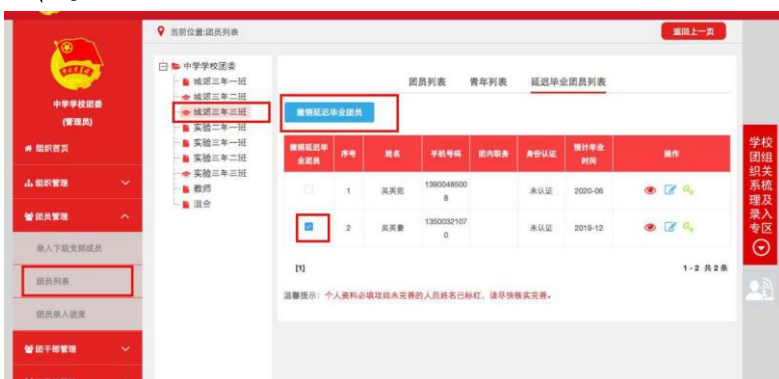 当前位置:团员列表
返回上一页
中学学校团委
(管理员)
组织首页
组织管理
团员管理
录入下级支部成员
团员列表
团员录入进度
团干部管理
中学学校团委
城郊三年一班
城郊三年二班
城郊三年三班
实验二年一班
实验三年一班
实验三年二班
实验三年三班
教师
混合
团员列表 青年列表 延迟毕业团员列表
撤销延迟毕业团员
撤销延迟毕业团员 序号 姓名 手机号码 团内职务 身份认证 预计毕业时间 操作
1 吴英 13900485008 未认证 2020-06
2 吴英豪 13500321070 未认证 2019-12
[1]
1-2 共2条
温馨提示：个人资料必填项目未完善的人员姓名已标红，请尽快核实完善。
学校团组织关系梳理及录入专区